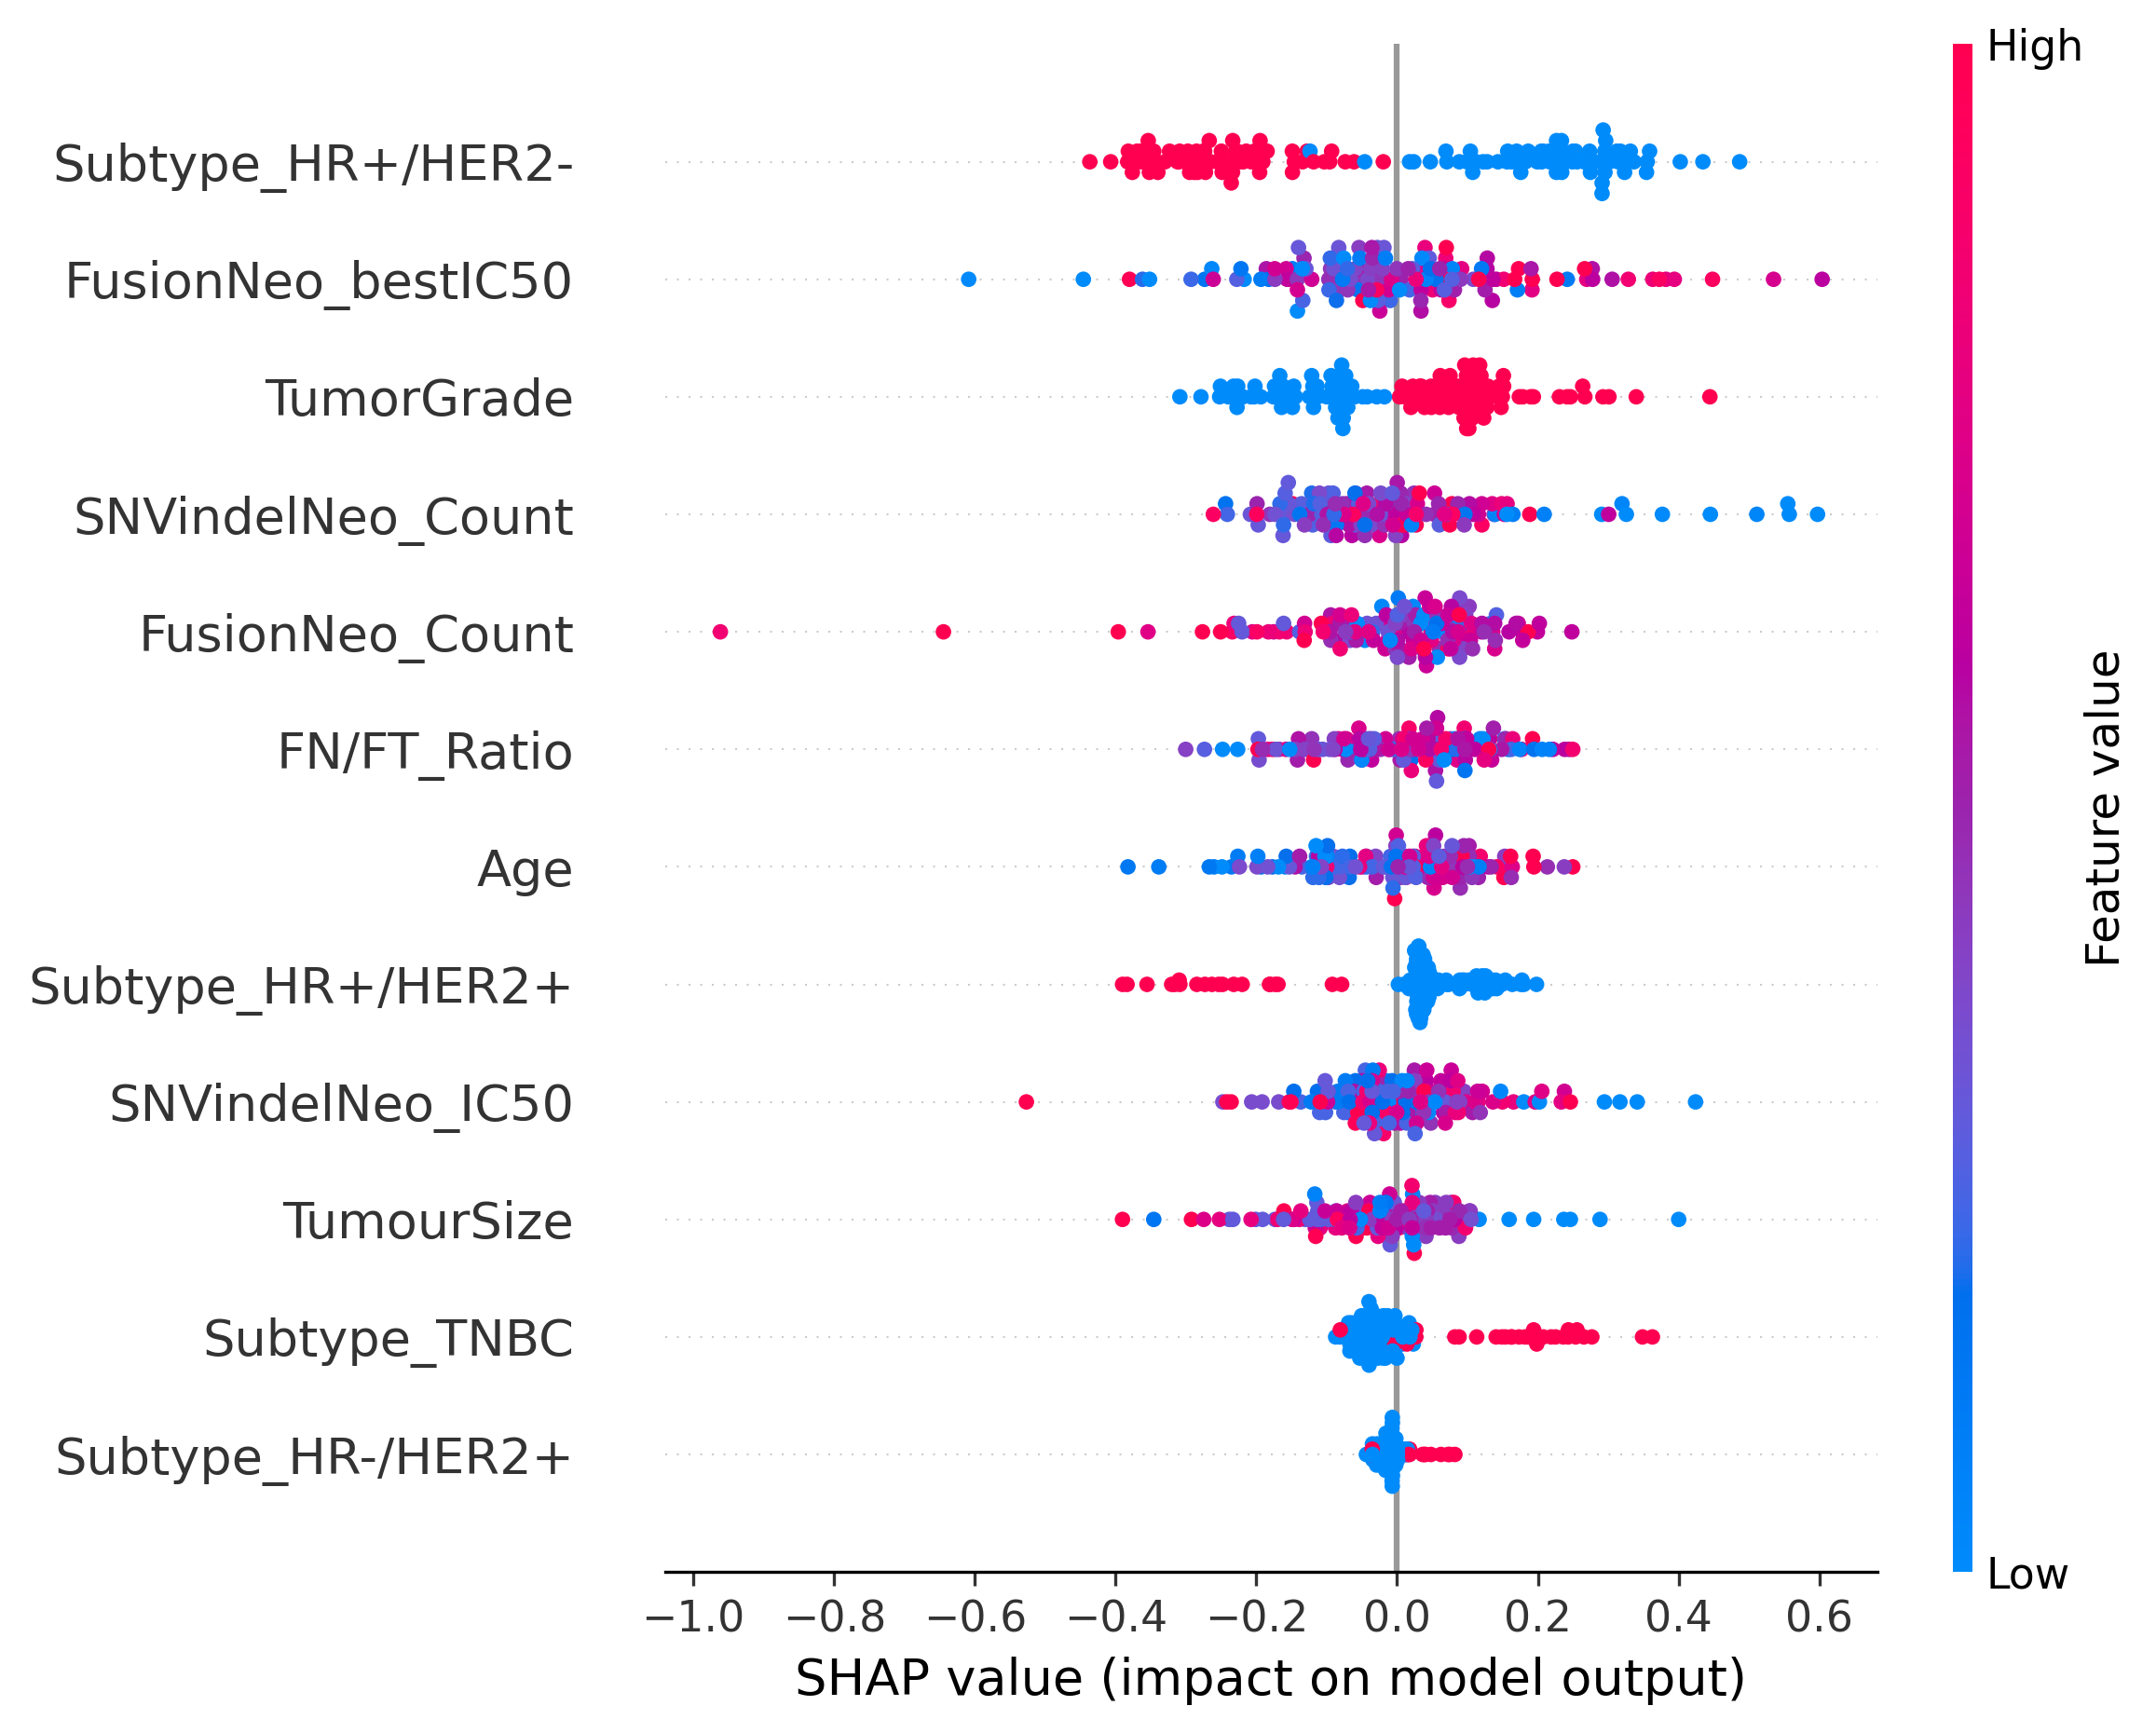 High
Subtype_HR+/HER2-
FusionNeo_bestIC50
TumorGrade
SNVindelNeo_Count
FusionNeo_Count
FN/FT_Ratio
Age
Subtype_HR+/HER2+
SNVindelNeo_IC50
TumourSize
Subtype_TNBC
Subtype_HR-/HER2+
Feature value
Low
−1.0 −0.8 −0.6 −0.4 −0.2 0.0 0.2 0.4 0.6
SHAP value (impact on model output)